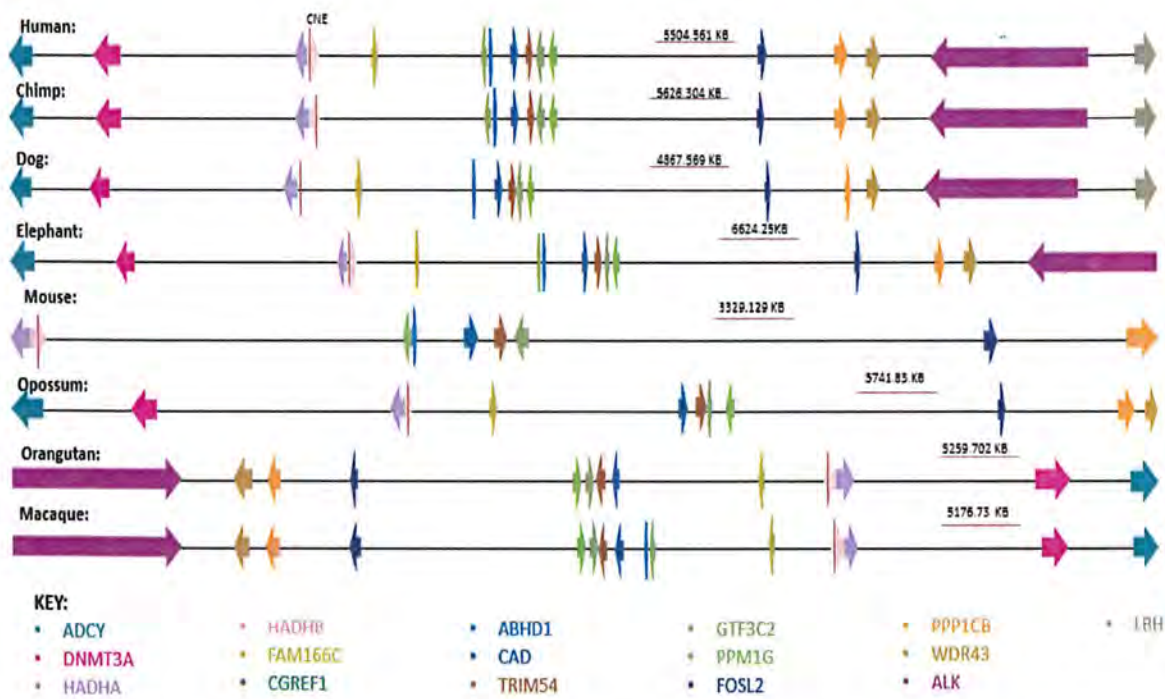 CNE
Human:
5504.561 KB
Chimp:
5626.304 KB
Dog:
4867.569 KB
Elephant:
6624.25KB
Mouse:
3329.129 KB
Opossum:
5741.83 KB
Orangutan:
5259.702 KB
Macaque:
5176.73 KB
KEY:
• ADCY • HADHB • ABHD1 • GTF3C2 • PPP1CB •
• DNMT3A • FAM166C • CAD • PPM1G • WDR43
• HADHA • CGREF1 • TRIM54 • FOSL2 • ALK